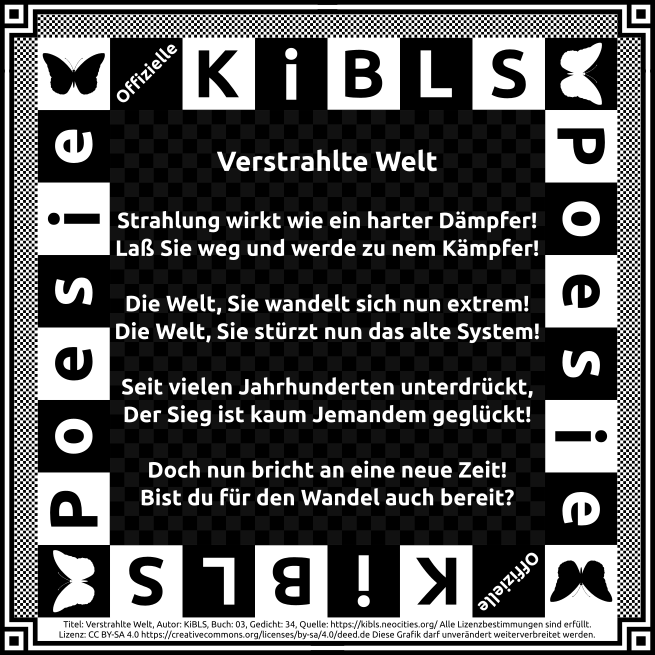 Offizielle KiBLS
Poesie
Poesie
Verstrahlte Welt
Strahlung wirkt wie ein harter Dämpfer!
Laß Sie weg und werde zu nem Kämpfer!
Die Welt, Sie wandelt sich nun extrem!
Die Welt, Sie stürzt nun das alte System!
Seit vielen Jahrhunderten unterdrückt,
Der Sieg ist kaum Jemandem geglückt!
Doch nun bricht an eine neue Zeit!
Bist du für den Wandel auch bereit?
Offizielle KiBLS
Titel: Verstrahlte Welt, Autor: KiBLS, Buch: 03, Gedicht: 34, Quelle: https://kibls.neocities.org/ Alle Lizenzbestimmungen sind erfüllt.
Lizenz: CC BY-SA 4.0 https://creativecommons.org/licenses/by-sa/4.0/deed.de Diese Grafik darf unverändert weiterverbreitet werden.